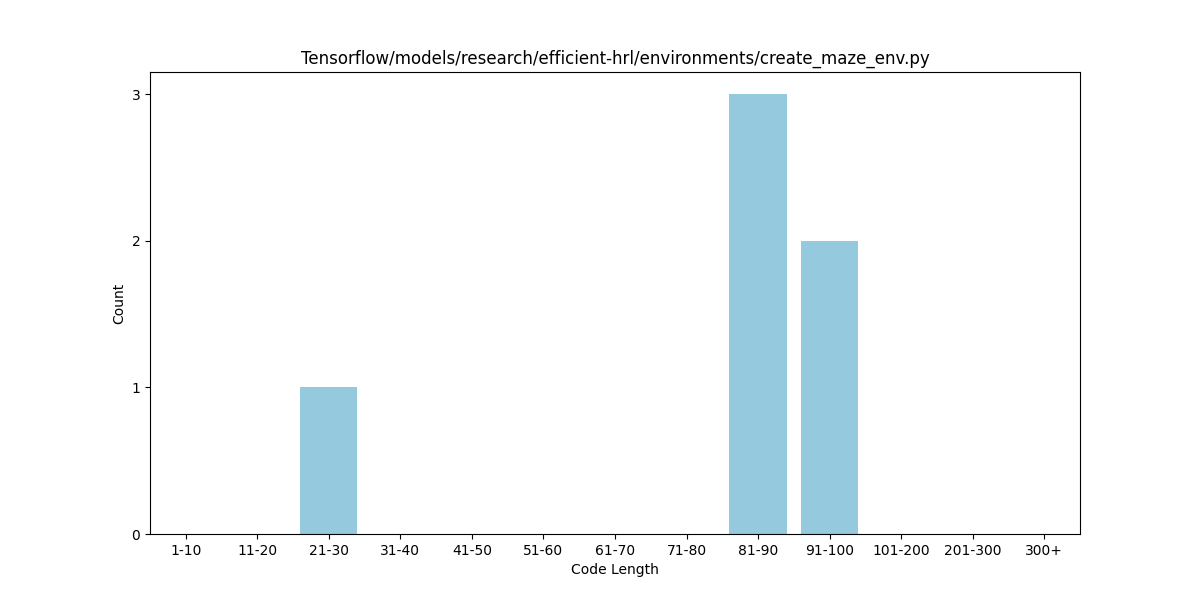 Tensorflow/models/research/efficient-hrl/environments/create_maze_env.py
3
2
1
0
Count
1-10 11-20 21-30 31-40 41-50 51-60 61-70 71-80 81-90 91-100 101-200 201-300 300+
Code Length